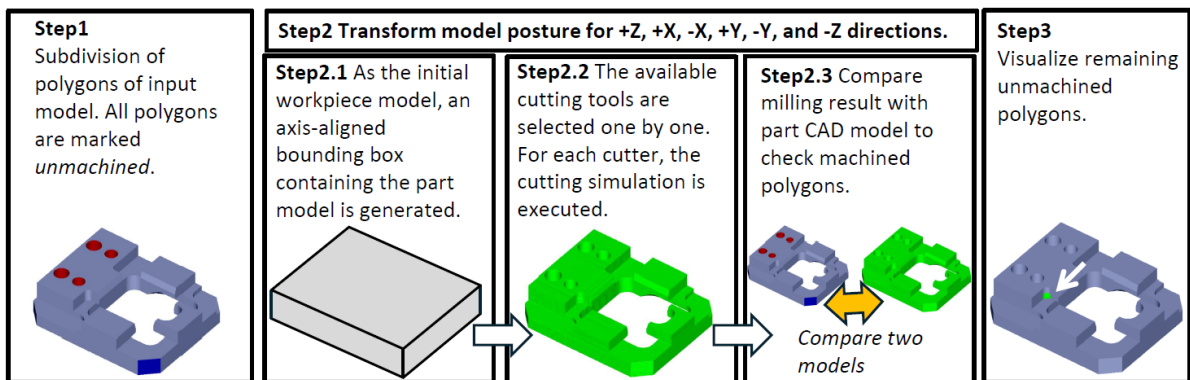 Step1
Subdivision of
polygons of input
model. All polygons
are marked
unmachined.
Step2 Transform model posture for +Z, +X, -X, +Y, -Y, and -Z directions.
Step2.1 As the initial
workpiece model, an
axis-aligned
bounding box
containing the part
model is generated.
Step2.2 The available
cutting tools are
selected one by one.
For each cutter, the
cutting simulation is
executed.
Step2.3 Compare
milling result with
part CAD model to
check machined
polygons.
Compare two
models
Step3
Visualize remaining
unmachined
polygons.